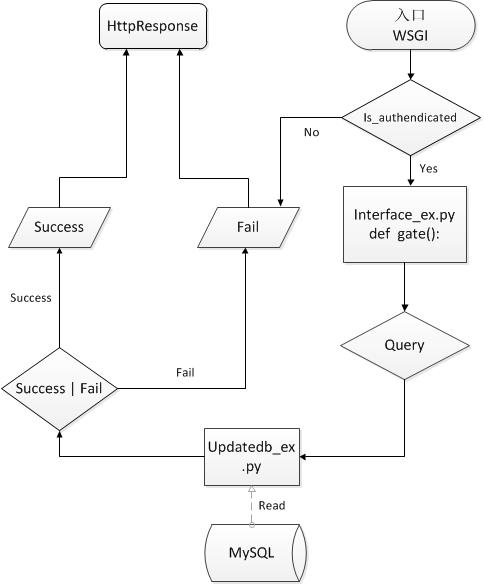 HttpResponse
入口
WSGI
Is_authendicated
No
Yes
Success
Fail
Interface_ex.py
def gate():
Success
Query
Fail
Success | Fail
Updatedb_ex
.py
Read
MySQL